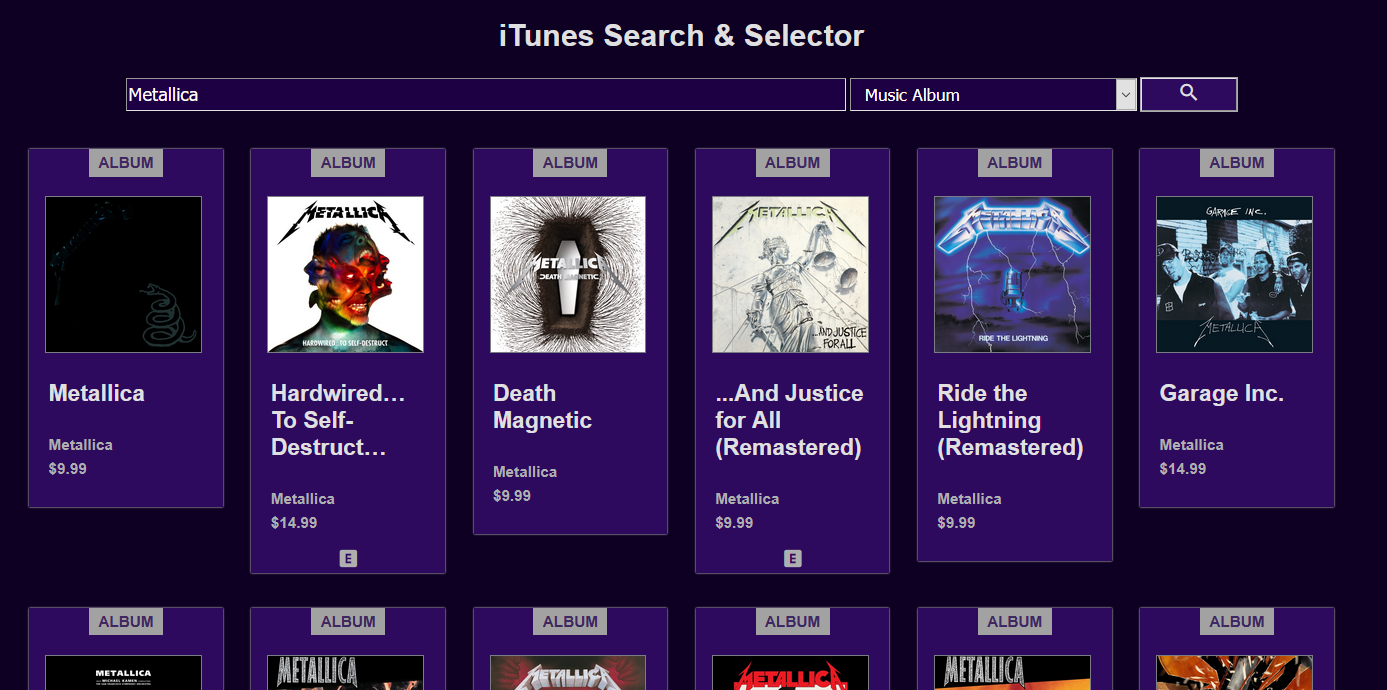 iTunes Search & Selector
Metallica
Music Album
ALBUM
METALLICA
HARDWIRED...TO SELF-DESTRUCT
METALLICA
DEATH MAGNETIC
METALLICA
...AND JUSTICE
FOR ALL
METALLICA
RIDE THE LIGHTNING
GARAGE INC.
METALLICA
Metallica
Metallica
$9.99
ALBUM
Hardwired…
To Self-
Destruct…
Metallica
$14.99
E
ALBUM
Death
Magnetic
Metallica
$9.99
ALBUM
...And Justice
for All
(Remastered)
Metallica
$9.99
E
ALBUM
Ride the
Lightning
(Remastered)
Metallica
$9.99
ALBUM
Garage Inc.
Metallica
$14.99
ALBUM
METALLICA
ALBUM
METALLICA
ALBUM
METALLICA
ALBUM
METALLICA
ALBUM
METALLICA
ALBUM